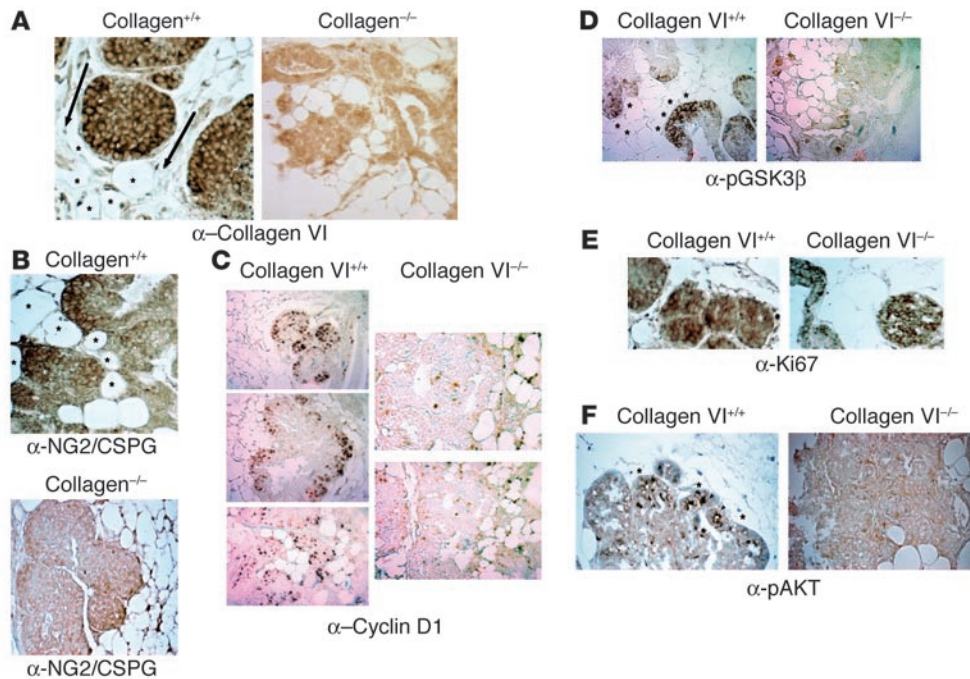 A
Collagen+/+
Collagen−/−
α–Collagen VI
B
Collagen+/+
α-NG2/CSPG
Collagen−/−
α-NG2/CSPG
C
Collagen VI+/+
Collagen VI−/−
α–Cyclin D1
D
Collagen VI+/+
Collagen VI−/−
α-pGSK3β
E
Collagen VI+/+
Collagen VI−/−
α-Ki67
F
Collagen VI+/+
Collagen VI−/−
α-pAKT